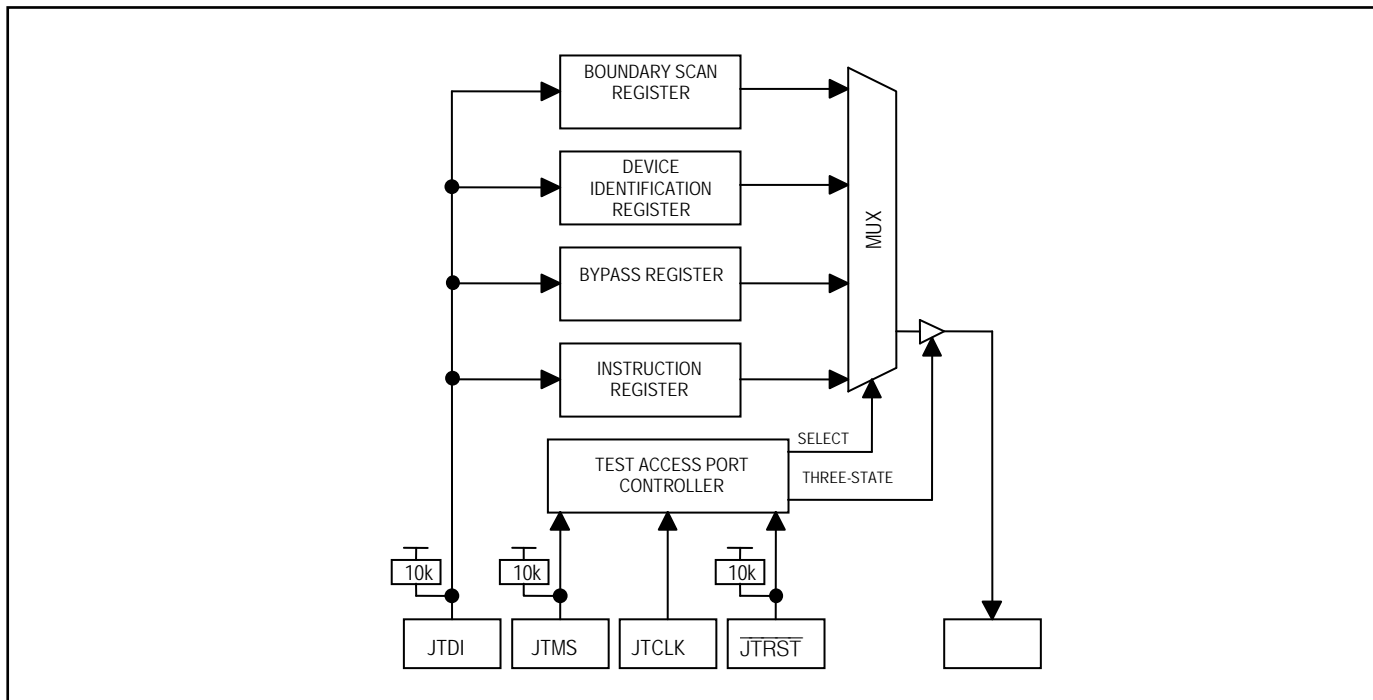 BOUNDARY SCAN
REGISTER
DEVICE
IDENTIFICATION
REGISTER
BYPASS REGISTER
INSTRUCTION
REGISTER
MUX
SELECT
TEST ACCESS PORT
CONTROLLER
THREE-STATE
10k
10k
10k
JTDI
JTMS
JTCLK
JTRST